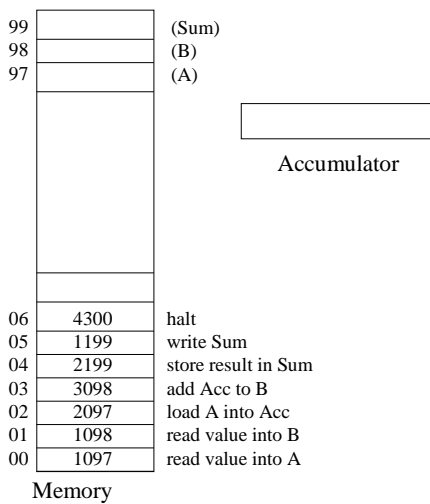 99 (Sum)
98 (B)
97 (A)
Accumulator
06 4300 halt
05 1199 write Sum
04 2199 store result in Sum
03 3098 add Acc to B
02 2097 load A into Acc
01 1098 read value into B
00 1097 read value into A
Memory